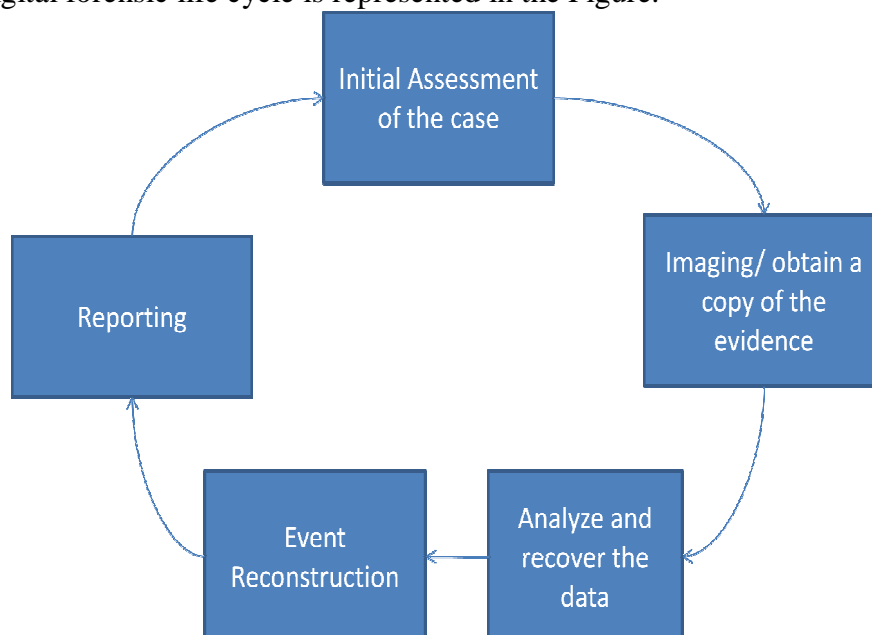 gital forensic life cycle is represented in the Figure.
Initial Assessment
of the case
Imaging/ obtain a
copy of the
evidence
Analyze and
recover the
data
Event
Reconstruction
Reporting